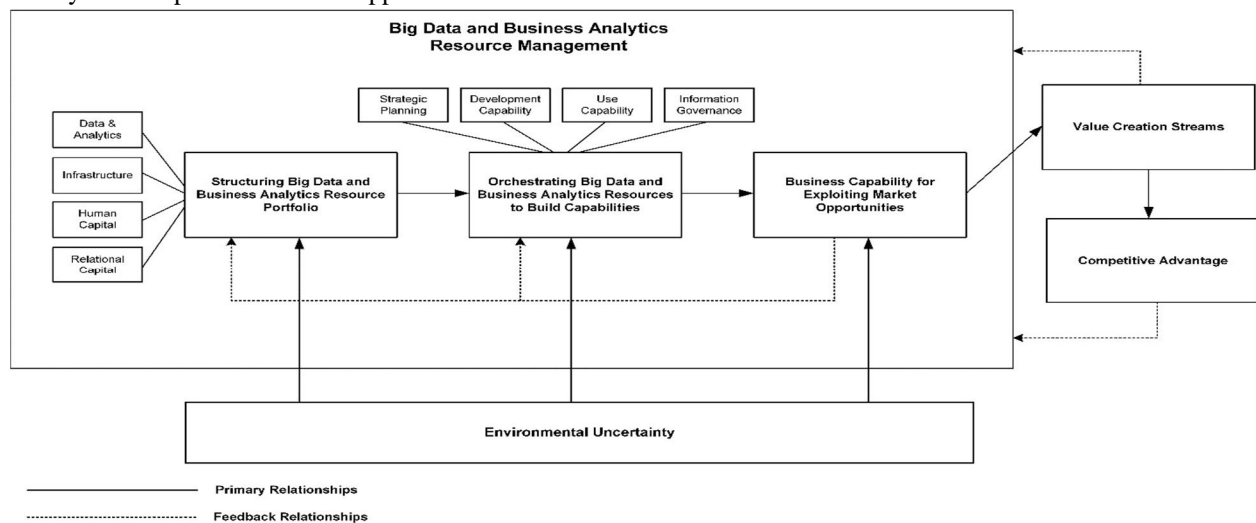 Big Data and Business Analytics
Resource Management
Strategic
Planning
Development
Capability
Use
Capability
Information
Governance
Data &
Analytics
Infrastructure
Human
Capital
Relational
Capital
Structuring Big Data and
Business Analytics Resource
Portfolio
Orchestrating Big Data and
Business Analytics Resources
to Build Capabilities
Business Capability for
Exploiting Market
Opportunities
Value Creation Streams
Competitive Advantage
Environmental Uncertainty
Primary Relationships
Feedback Relationships